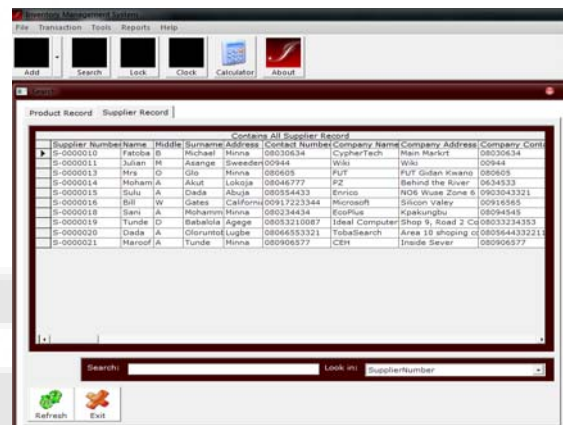 Inventory Management System
File Transaction Tools Reports Help
Add Search Lock Clock Calculator About
Search
Product Record Supplier Record
Contains All Supplier Record
Supplier Number Name Middle Surname Address Contact Number Company Name Company Address Company Conta
S-0000010 Fatoba B Michael Minna 08030634 CypherTech Main Markrt 08030634
S-0000011 Julian M Asange Sweeden 00944 Wiki Wiki 00944
S-0000013 Mrs O Glo Minna 080605 FUT FUT Gidan Kwano 080605
S-0000014 Moham A Akut Lokoja 08046777 PZ Behind the River 0634533
S-0000015 Sulu A Dada Abuja 080554433 Enrico NO6 Wuse Zone 6 0903043321
S-0000016 Bill W Gates Californi 00917223344 Microsoft Silicon Valey 00916565
S-0000018 Sani A Mohamm Minna 080234434 EcoPlus Kpakungbu 08094545
S-0000019 Tunde O Babalola Agege 08053210087 Ideal Computer Shop 9, Road 2 Co 08033234353
S-0000020 Dada A Oloruntot Lugbe 08066553321 TobaSearch Area 10 shoping co 0805644332211
S-0000021 Maroof A Tunde Minna 080906577 CEH Inside Sever 080906577
Search: Look in: SupplierNumber
Refresh Exit